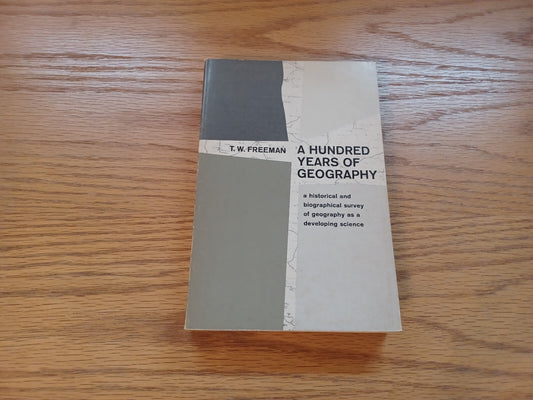 T. W. FREEMAN
A HUNDRED
YEARS OF
GEOGRAPHY
a historical and
biographical survey
of geography as a
developing science